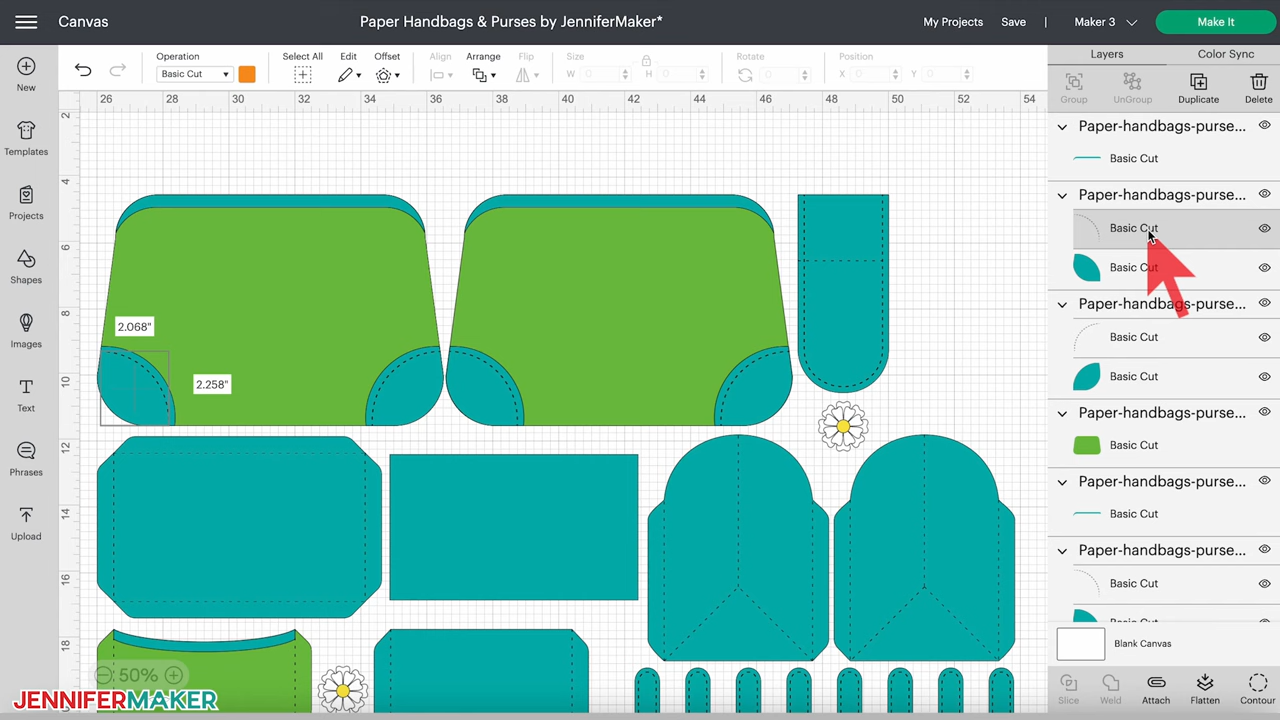 Canvas
Paper Handbags & Purses by JenniferMaker*
My Projects
Save
Maker 3
Make It
New
Templates
Projects
Shapes
Images
Text
Phrases
Upload
Operation
Basic Cut
Select All
Edit
Offset
Align
Arrange
Flip
Size
W 0
H 0
Rotate
0
Position
X 0
Y 0
26 28 30 32 34 36 38 40 42 44 46 48 50 52 54
2
4
6
8
10
12
14
16
18
2.068"
2.258"
50%
JENNIFERMAKER
Layers
Color Sync
Group
UnGroup
Duplicate
Delete
Paper-handbags-purse...
Basic Cut
Paper-handbags-purse...
Basic Cut
Basic Cut
Paper-handbags-purse...
Basic Cut
Basic Cut
Paper-handbags-purse...
Basic Cut
Paper-handbags-purse...
Basic Cut
Paper-handbags-purse...
Basic Cut
Blank Canvas
Slice
Weld
Attach
Flatten
Contour